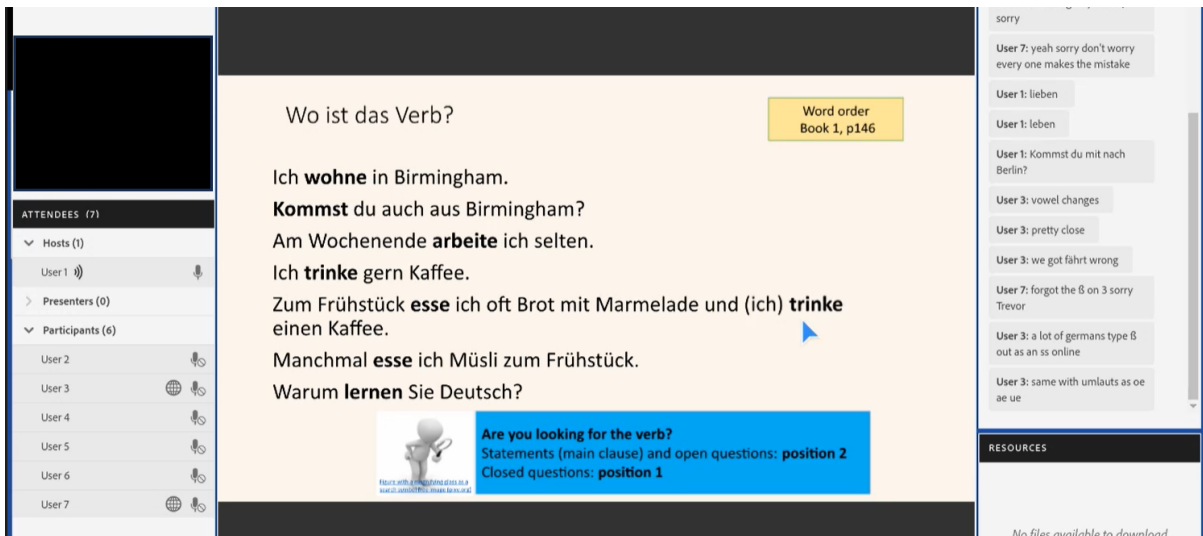 ATTENDEES (7)
Hosts (1)
User 1
Presenters (0)
Participants (6)
User 2
User 3
User 4
User 5
User 6
User 7
Wo ist das Verb?
Word order
Book 1, p146
Ich wohne in Birmingham.
Kommst du auch aus Birmingham?
Am Wochenende arbeite ich selten.
Ich trinke gern Kaffee.
Zum Frühstück esse ich oft Brot mit Marmelade und (ich) trinke
einen Kaffee.
Manchmal esse ich Müsli zum Frühstück.
Warum lernen Sie Deutsch?
Are you looking for the verb?
Statements (main clause) and open questions: position 2
Closed questions: position 1
sorry
User 7: yeah sorry don't worry
every one makes the mistake
User 1: lieben
User 1: leben
User 1: Kommst du mit nach
Berlin?
User 3: vowel changes
User 3: pretty close
User 3: we got fährt wrong
User 7: forgot the ß on 3 sorry
Trevor
User 3: a lot of germans type ß
out as an ss online
User 3: same with umlauts as oe
ae ue
RESOURCES
No files available to download